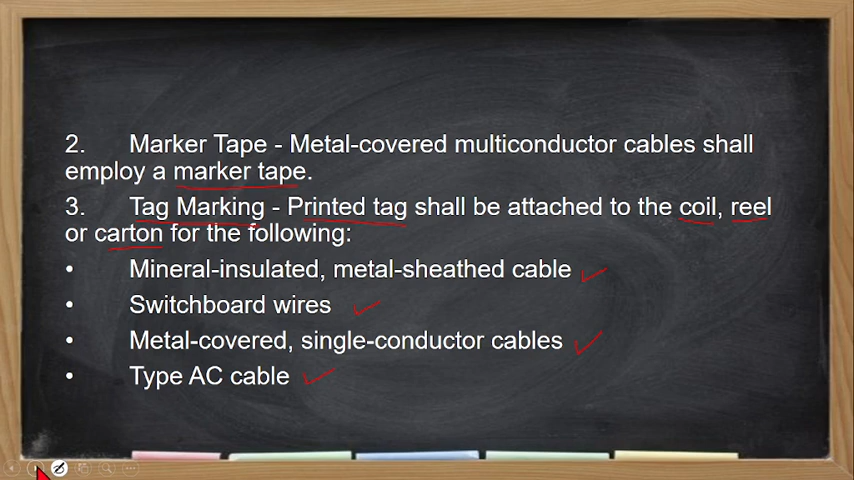 2. Marker Tape - Metal-covered multiconductor cables shall
employ a marker tape.
3. Tag Marking - Printed tag shall be attached to the coil, reel
or carton for the following:
• Mineral-insulated, metal-sheathed cable
• Switchboard wires
• Metal-covered, single-conductor cables
• Type AC cable